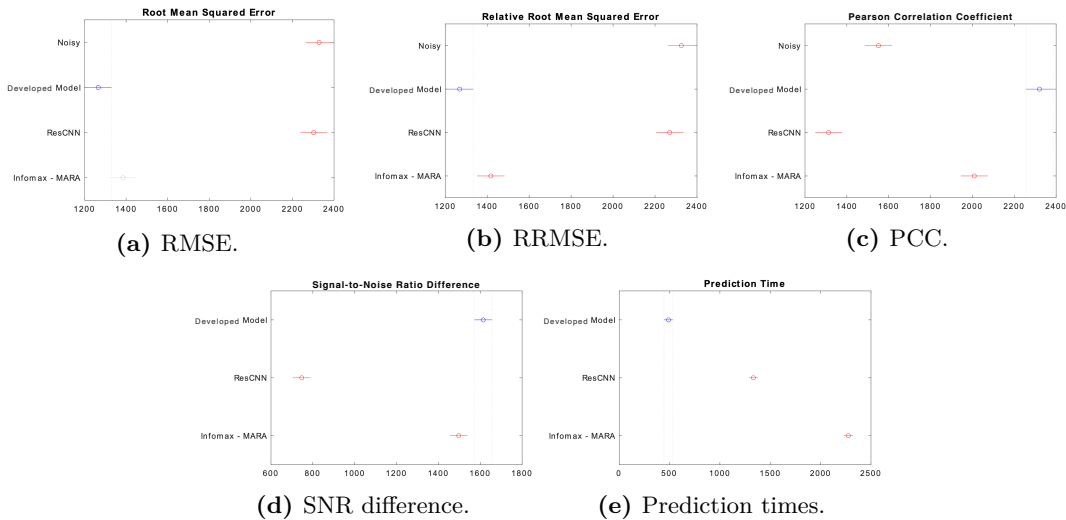 Root Mean Squared Error
Noisy
Developed Model
ResCNN
Infomax - MARA
1200 1400 1600 1800 2000 2200 2400
(a) RMSE.
Relative Root Mean Squared Error
Noisy
Developed Model
ResCNN
Infomax - MARA
1200 1400 1600 1800 2000 2200 2400
(b) RRMSE.
Pearson Correlation Coefficient
Noisy
Developed Model
ResCNN
Infomax - MARA
1200 1400 1600 1800 2000 2200 2400
(c) PCC.
Signal-to-Noise Ratio Difference
Developed Model
ResCNN
Infomax - MARA
600 800 1000 1200 1400 1600 1800
(d) SNR difference.
Prediction Time
Developed Model
ResCNN
Infomax - MARA
0 500 1000 1500 2000 2500
(e) Prediction times.